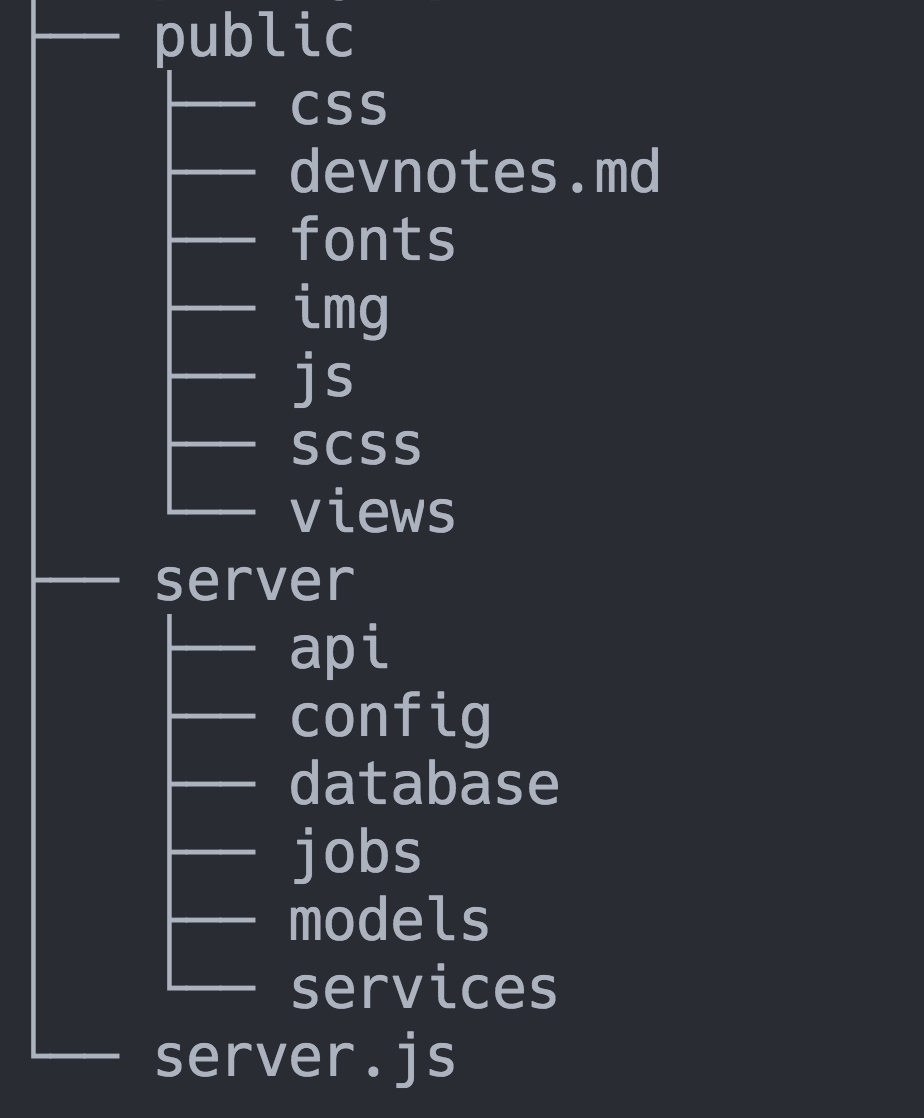 public
css
devnotes.md
fonts
img
js
scss
views
server
api
config
database
jobs
models
services
server.js